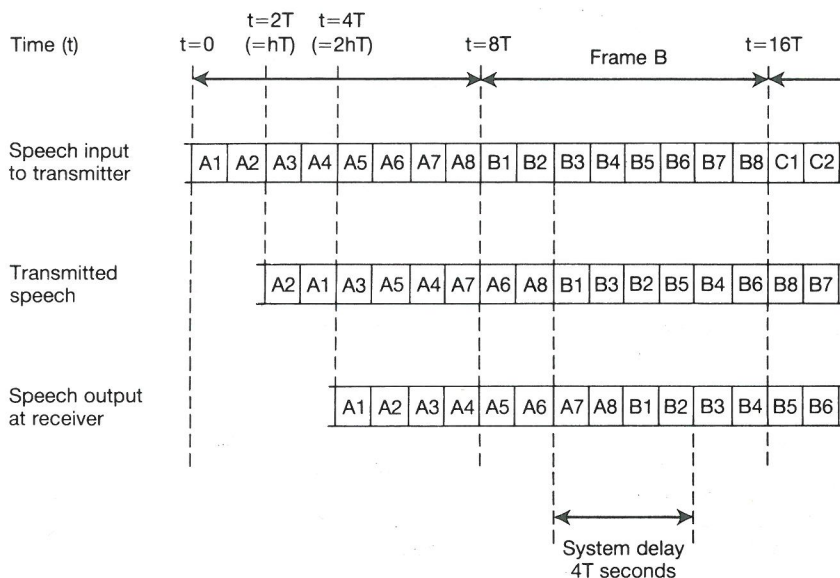 t=2T t=4T
Time (t) t=0 (=hT) (=2hT) t=8T t=16T
Frame B
Speech input
to transmitter
A1 A2 A3 A4 A5 A6 A7 A8 B1 B2 B3 B4 B5 B6 B7 B8 C1 C2
Transmitted
speech
A2 A1 A3 A5 A4 A7 A6 A8 B1 B3 B2 B5 B4 B6 B8 B7
Speech output
at receiver
A1 A2 A3 A4 A5 A6 A7 A8 B1 B2 B3 B4 B5 B6
System delay
4T seconds